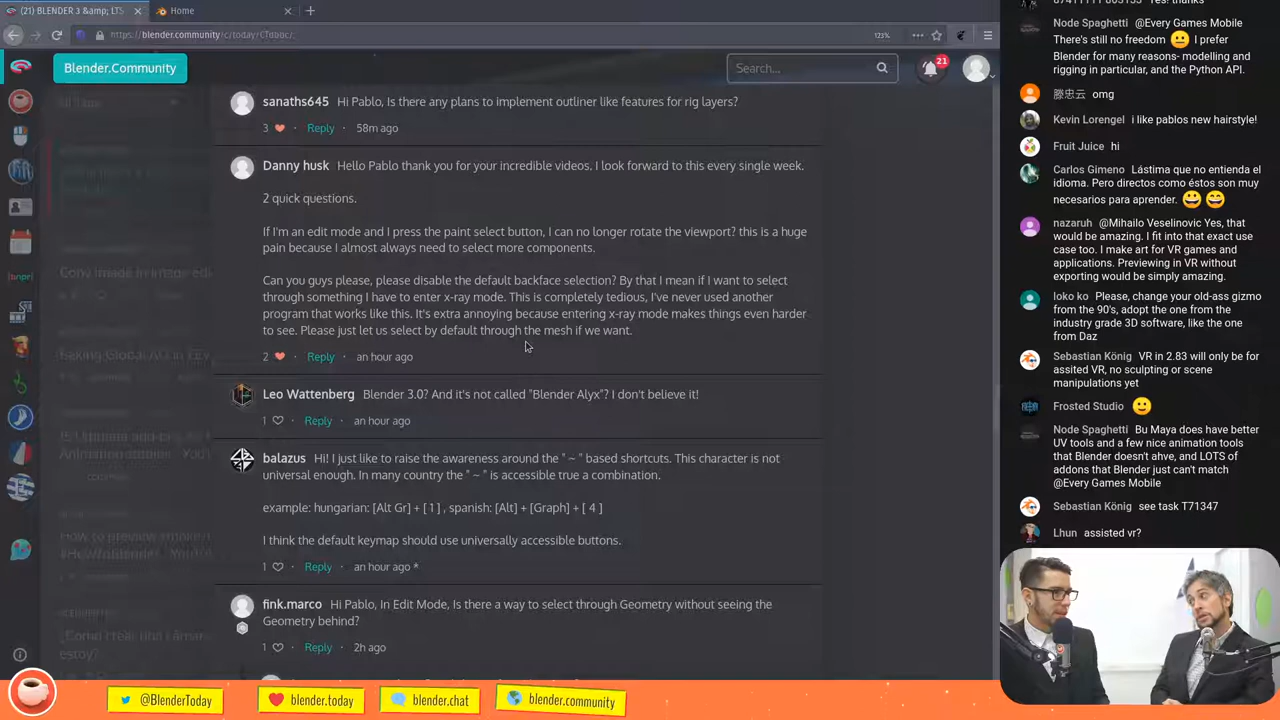 (21) BLENDER 3 &amp; LTS
Home
https://blender.community/c/today/CTdbbc/
123%
Blender.Community
Search...
21
sanaths645 Hi Pablo, Is there any plans to implement outliner like features for rig layers?
3 · Reply · 58m ago
Danny husk Hello Pablo thank you for your incredible videos. I look forward to this every single week.
2 quick questions.
If I'm an edit mode and I press the paint select button, I can no longer rotate the viewport? this is a huge
pain because I almost always need to select more components.
Can you guys please, please disable the default backface selection? By that I mean if I want to select
through something I have to enter x-ray mode. This is completely tedious, I've never used another
program that works like this. It's extra annoying because entering x-ray mode makes things even harder
to see. Please just let us select by default through the mesh if we want.
2 · Reply · an hour ago
Leo Wattenberg Blender 3.0? And it's not called "Blender Alyx"? I don't believe it!
1 · Reply · an hour ago
balazus Hi! I just like to raise the awareness around the " ~ " based shortcuts. This character is not
universal enough. In many country the " ~ " is accessible true a combination.
example: hungarian: [Alt Gr] + [ 1 ] , spanish: [Alt] + [Graph] + [ 4 ]
I think the default keymap should use universally accessible buttons.
1 · Reply · an hour ago *
fink.marco Hi Pablo, In Edit Mode, Is there a way to select through Geometry without seeing the
Geometry behind?
1 · Reply · 2h ago
Node Spaghetti @Every Games Mobile
There's still no freedom 😐 I prefer
Blender for many reasons- modelling and
rigging in particular, and the Python API.
滕忠云 omg
Kevin Lorengel i like pablos new hairstyle!
Fruit Juice hi
Carlos Gimeno Lástima que no entienda el
idioma. Pero directos como éstos son muy
necesarios para aprender. 😀 😄
nazaruh @Mihailo Veselinovic Yes, that
would be amazing. I fit into that exact use
case too. I make art for VR games and
applications. Previewing in VR without
exporting would be simply amazing.
loko ko Please, change your old-ass gizmo
from the 90's, adopt the one from the
industry grade 3D software, like the one
from Daz
Sebastian König VR in 2.83 will only be for
assited VR, no sculpting or scene
manipulations yet
Frosted Studio 🙂
Node Spaghetti Bu Maya does have better
UV tools and a few nice animation tools
that Blender doesn't ahve, and LOTS of
addons that Blender just can't match
@Every Games Mobile
Sebastian König see task T71347
Lhun assisted vr?
@BlenderToday
blender.today
blender.chat
blender.community